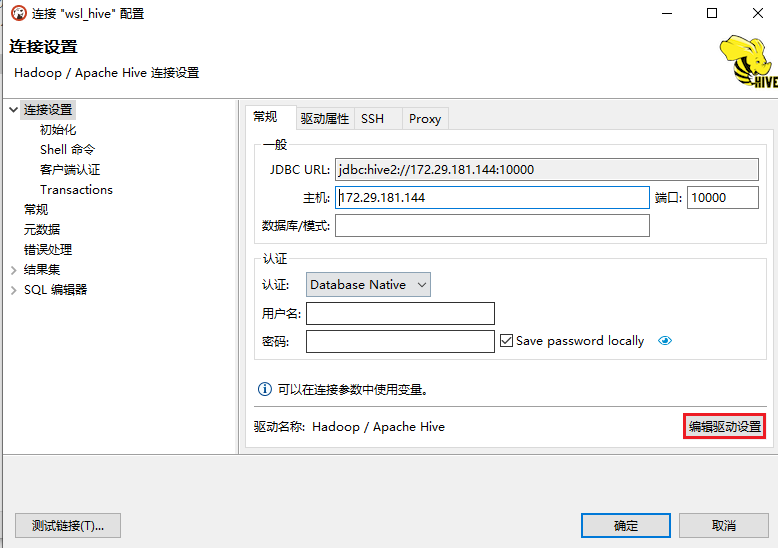 连接 "wsl_hive" 配置
连接设置
Hadoop / Apache Hive 连接设置
HIVE
连接设置
初始化
Shell 命令
客户端认证
Transactions
常规
元数据
错误处理
结果集
SQL 编辑器
常规 驱动属性 SSH Proxy
一般
JDBC URL: jdbc:hive2://172.29.181.144:10000
主机: 172.29.181.144 端口: 10000
数据库/模式:
认证
认证: Database Native
用户名:
密码: Save password locally
可以在连接参数中使用变量。
驱动名称: Hadoop / Apache Hive 编辑驱动设置
测试链接(T)... 确定 取消